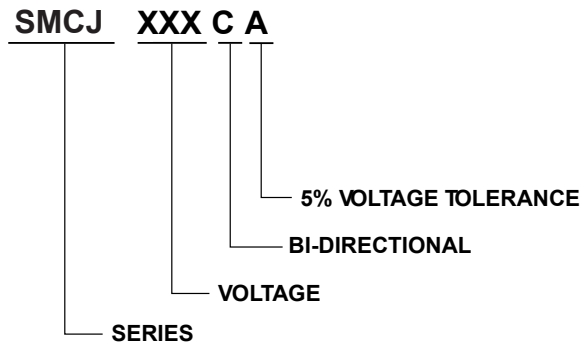 SMCJ XXX C A
5% VOLTAGE TOLERANCE
BI-DIRECTIONAL
VOLTAGE
SERIES